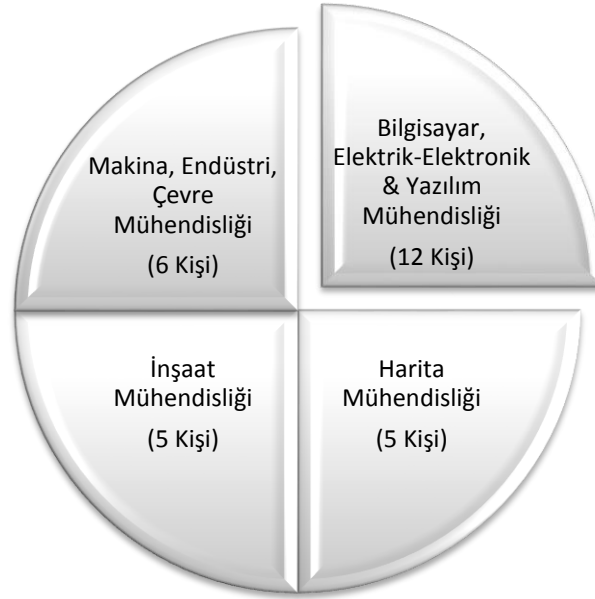 Makina, Endüstri,
Çevre
Mühendisliği
(6 Kişi)
Bilgisayar,
Elektrik-Elektronik
& Yazılım
Mühendisliği
(12 Kişi)
İnşaat
Mühendisliği
(5 Kişi)
Harita
Mühendisliği
(5 Kişi)